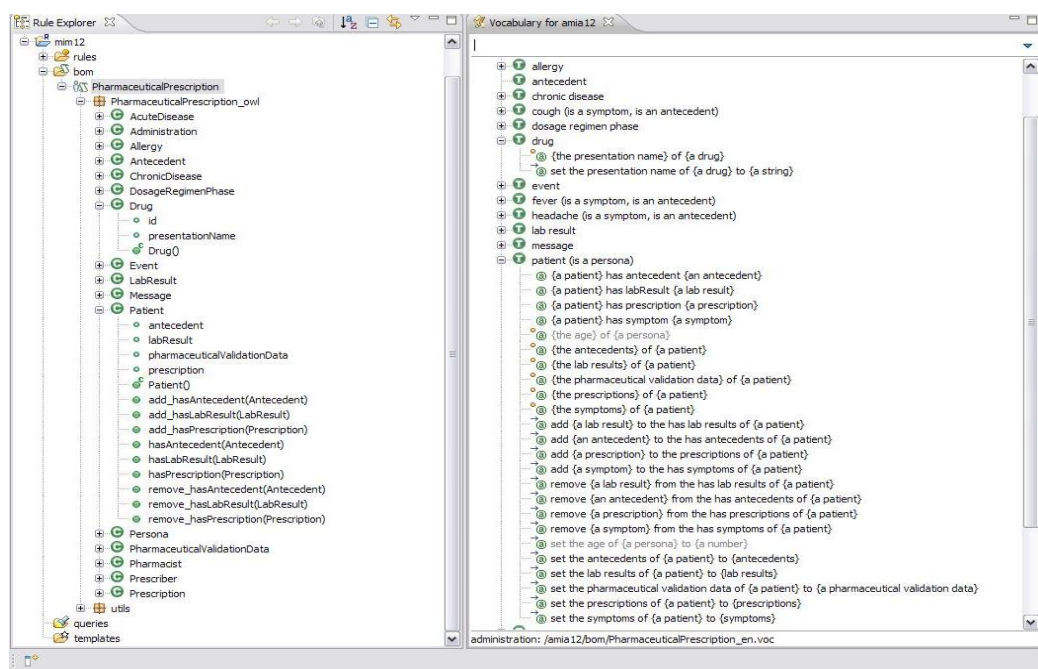 Rule Explorer
mim12
rules
bom
PharmaceuticalPrescription
PharmaceuticalPrescription_owl
AcuteDisease
Administration
Allergy
Antecedent
ChronicDisease
DosageRegimenPhase
Drug
id
presentationName
Drug()
Event
LabResult
Message
Patient
antecedent
labResult
pharmaceuticalValidationData
prescription
Patient()
add_hasAntecedent(Antecedent)
add_hasLabResult(LabResult)
add_hasPrescription(Prescription)
hasAntecedent(Antecedent)
hasLabResult(LabResult)
hasPrescription(Prescription)
remove_hasAntecedent(Antecedent)
remove_hasLabResult(LabResult)
remove_hasPrescription(Prescription)
Persona
PharmaceuticalValidationData
Pharmacist
Prescriber
Prescription
utils
queries
templates
Vocabulary for amia12
allergy
antecedent
chronic disease
cough (is a symptom, is an antecedent)
dosage regimen phase
drug
{the presentation name} of {a drug}
set the presentation name of {a drug} to {a string}
event
fever (is a symptom, is an antecedent)
headache (is a symptom, is an antecedent)
lab result
message
patient (is a persona)
{a patient} has antecedent {an antecedent}
{a patient} has labResult {a lab result}
{a patient} has prescription {a prescription}
{a patient} has symptom {a symptom}
{the age} of {a persona}
{the antecedents} of {a patient}
{the lab results} of {a patient}
{the pharmaceutical validation data} of {a patient}
{the prescriptions} of {a patient}
{the symptoms} of {a patient}
add {a lab result} to the has lab results of {a patient}
add {an antecedent} to the has antecedents of {a patient}
add {a prescription} to the prescriptions of {a patient}
add {a symptom} to the has symptoms of {a patient}
remove {a lab result} from the has lab results of {a patient}
remove {an antecedent} from the has antecedents of {a patient}
remove {a prescription} from the has prescriptions of {a patient}
remove {a symptom} from the has symptoms of {a patient}
set the age of {a persona} to {a number}
set the antecedents of {a patient} to {antecedents}
set the lab results of {a patient} to {lab results}
set the pharmaceutical validation data of {a patient} to {a pharmaceutical validation data}
set the prescriptions of {a patient} to {prescriptions}
set the symptoms of {a patient} to {symptoms}
administration: /amia12/bom/PharmaceuticalPrescription_en.voc